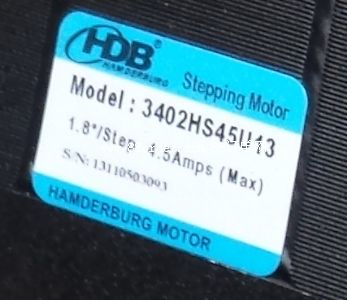 HDB
HAMDERBURG
Stepping Motor
Model : 3402HS45U13
1.8°/Step 4.5Amps (Max)
S/N: 13110503093
HAMDERBURG MOTOR